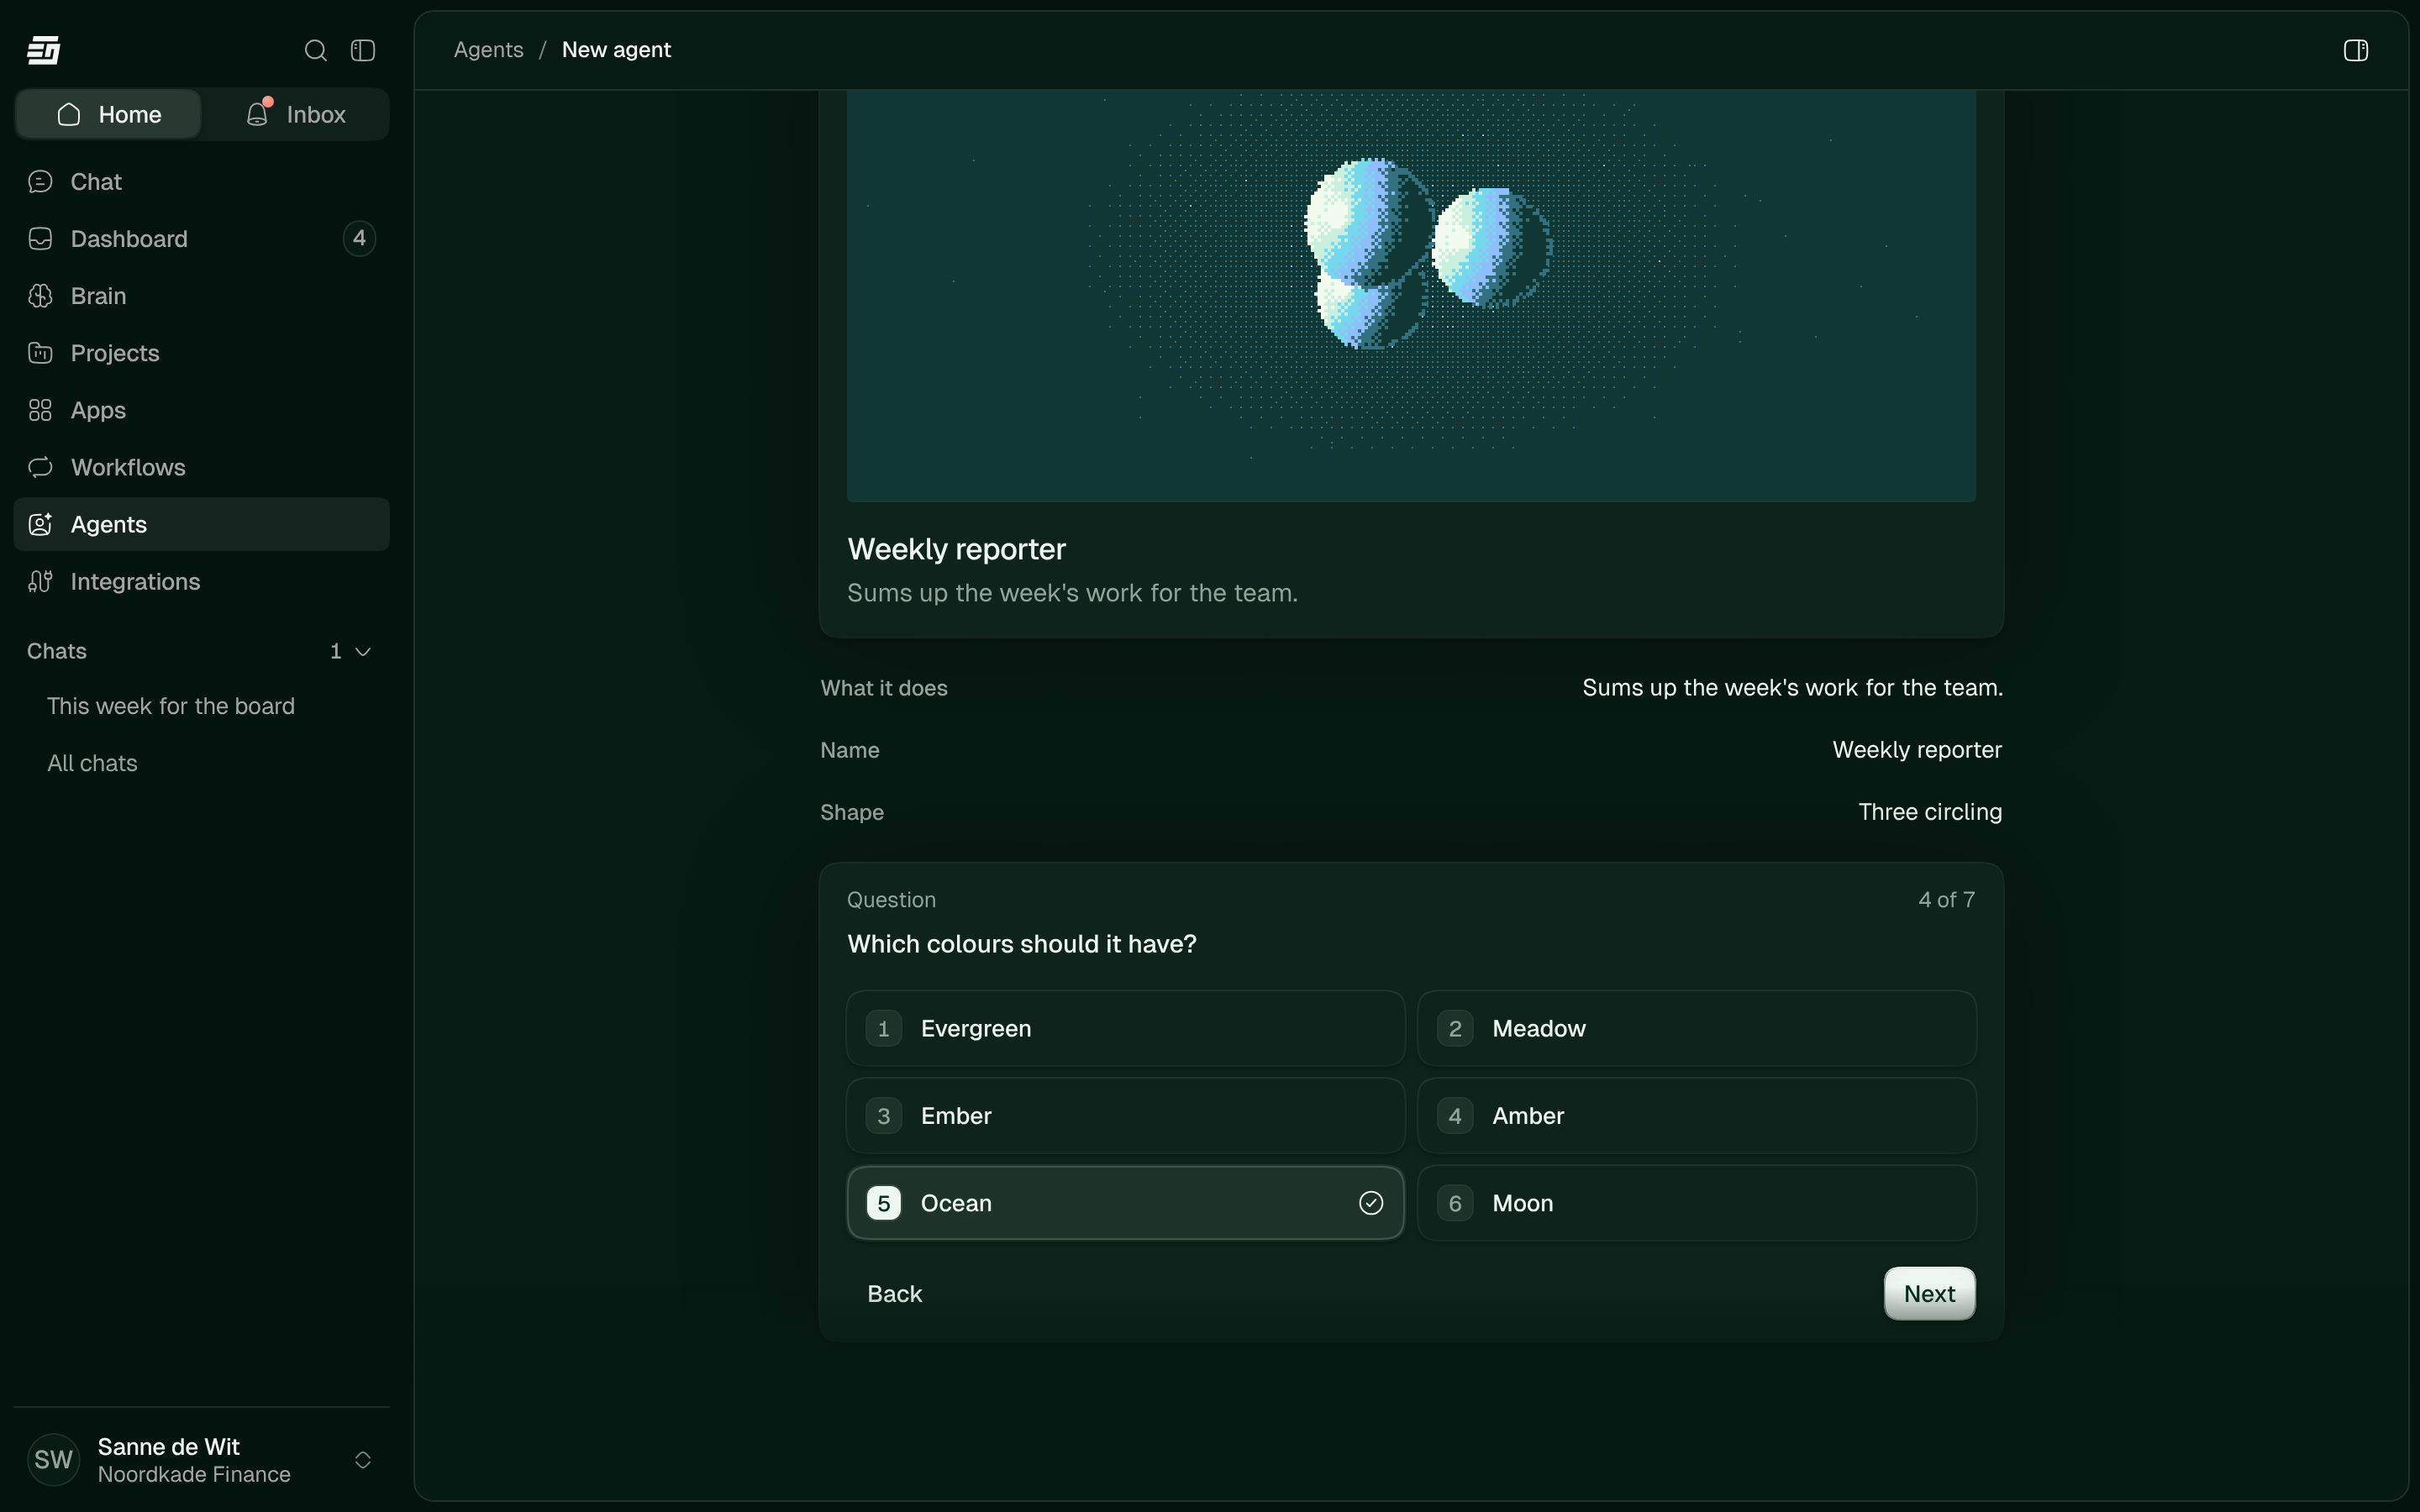 Home
Inbox
Chat
Dashboard
4
Brain
Projects
Apps
Workflows
Agents
Integrations
Chats
1
This week for the board
All chats
SW
Sanne de Wit
Noordkade Finance
Agents / New agent
Weekly reporter
Sums up the week's work for the team.
What it does
Sums up the week's work for the team.
Name
Weekly reporter
Shape
Three circling
Question
4 of 7
Which colours should it have?
1 Evergreen
2 Meadow
3 Ember
4 Amber
5 Ocean
6 Moon
Back
Next